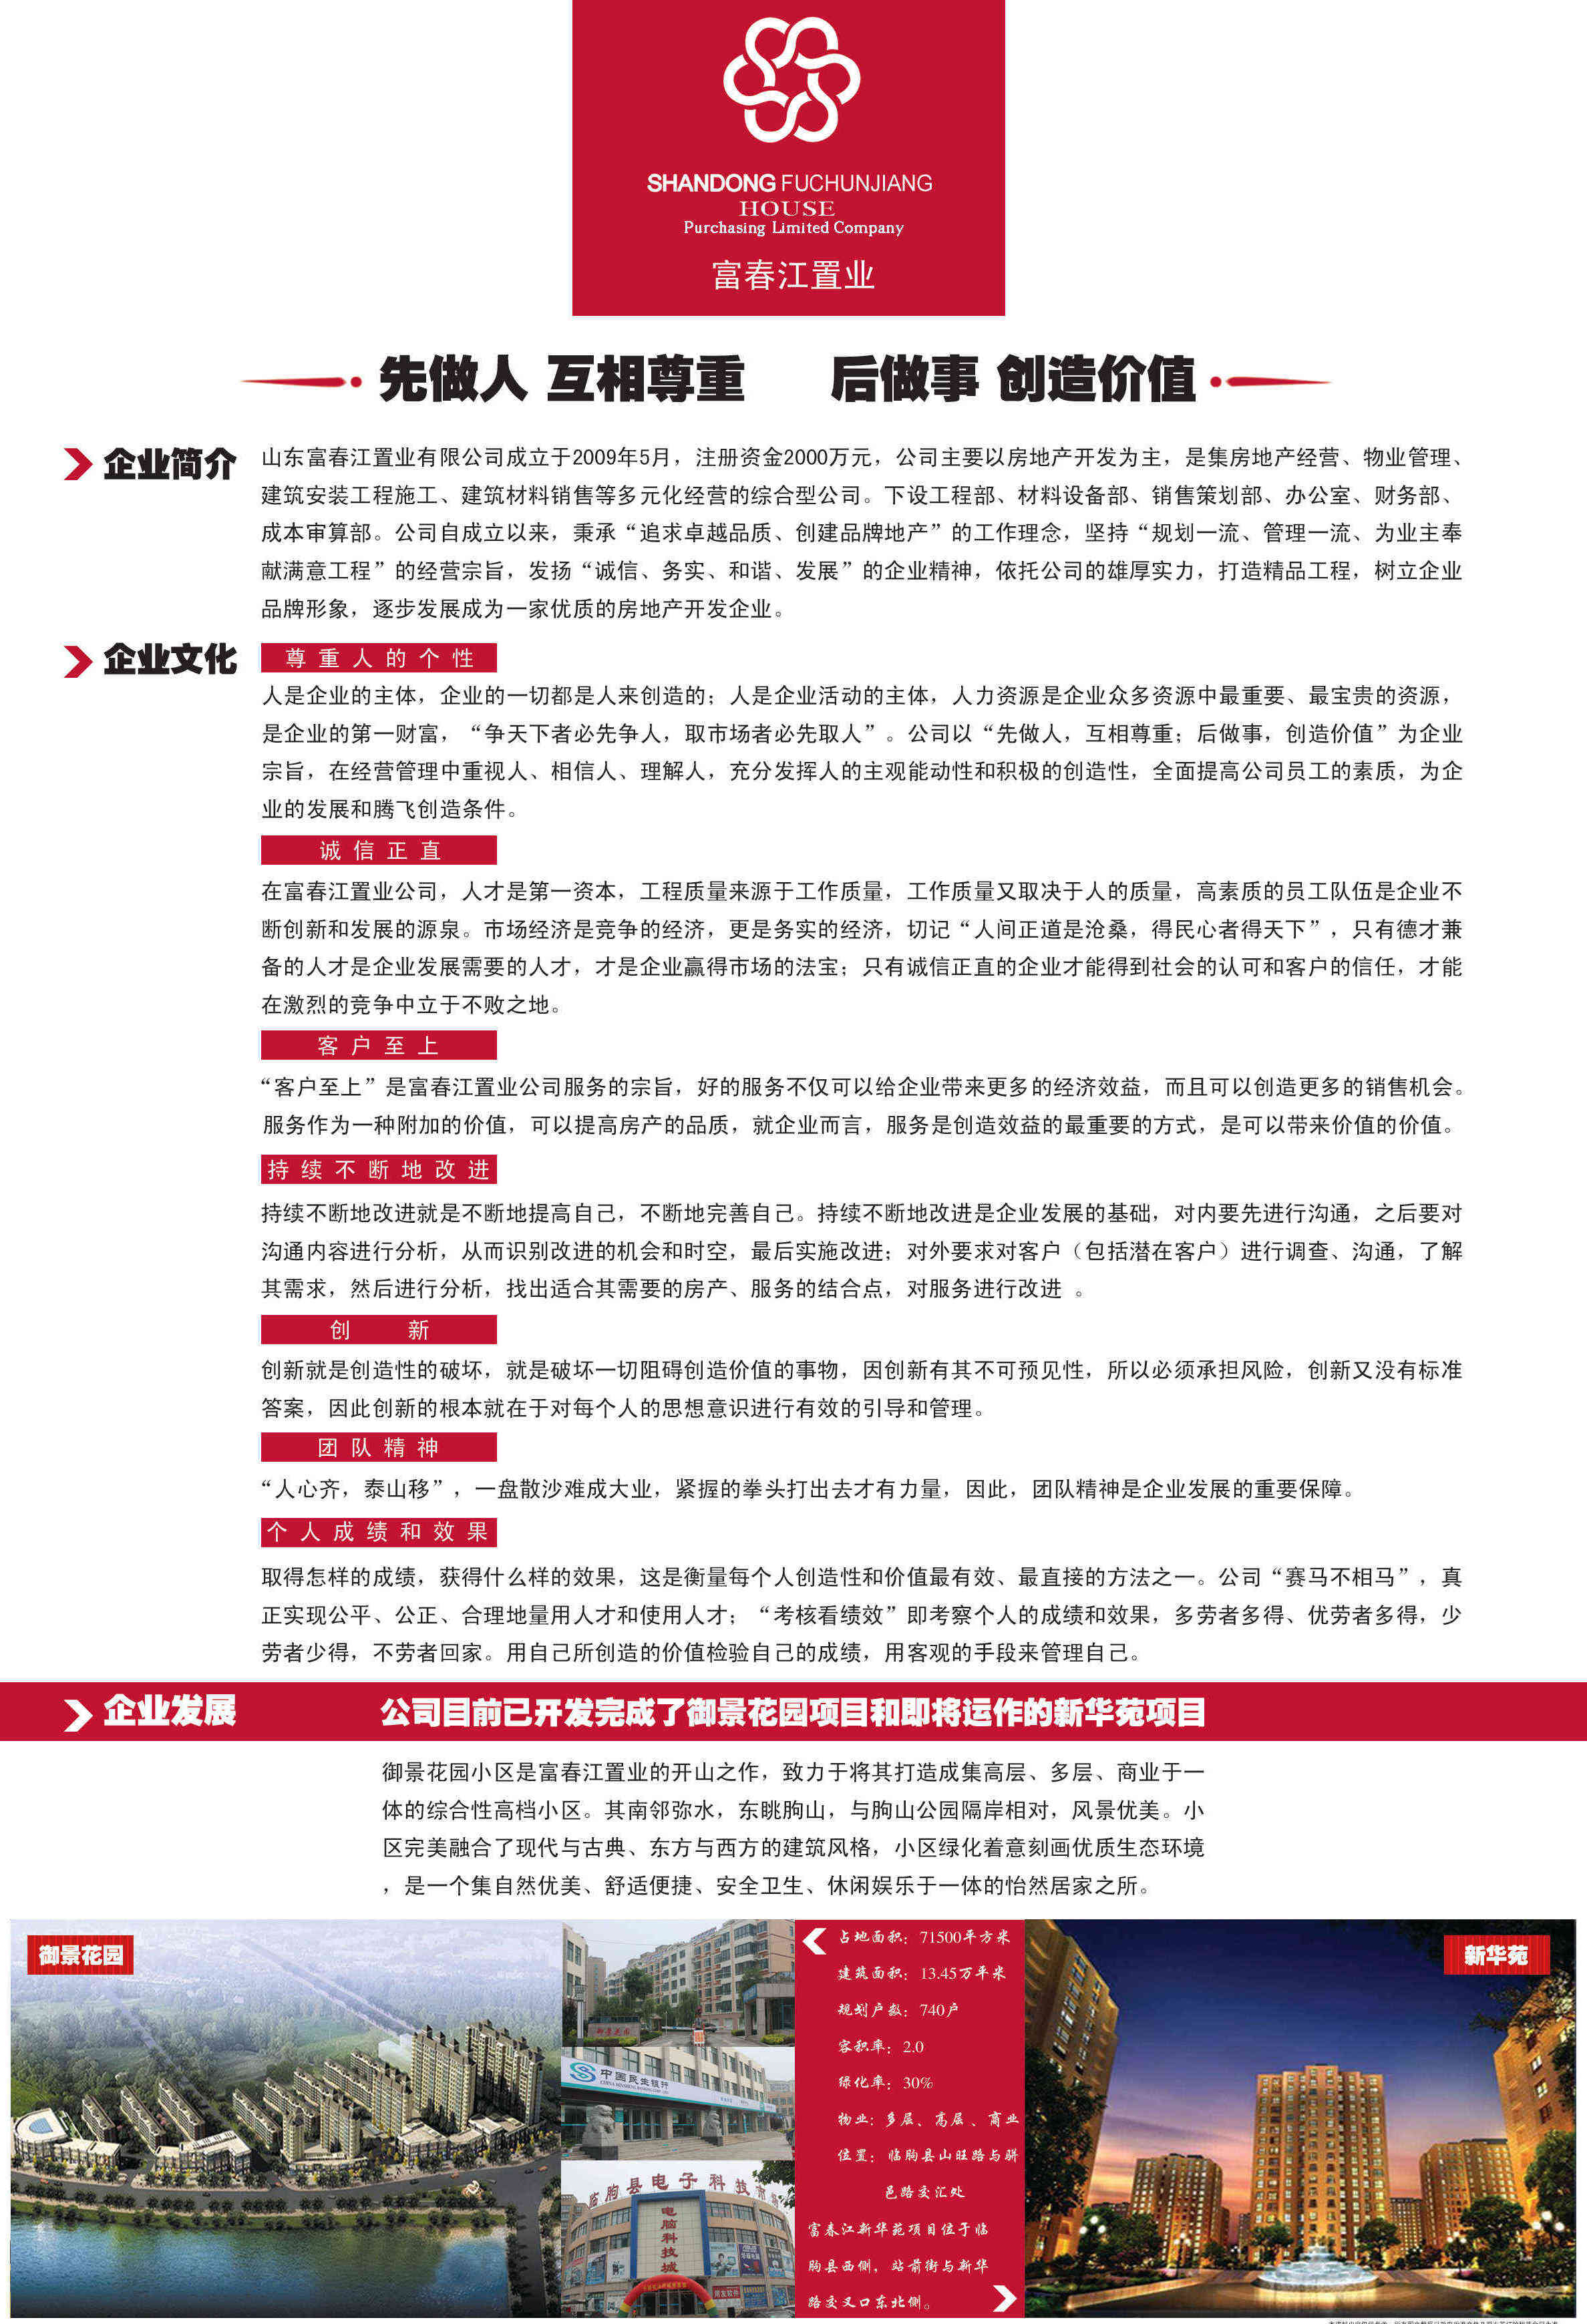 SHANDONG FUCHUNJIANG
HOUSE
Purchasing Limited Company
富春江置业
先做人 互相尊重 后做事 创造价值
企业简介
山东富春江置业有限公司成立于2009年5月，注册资金2000万元，公司主要以房地产开发为主，是集房地产经营、物业管理、
建筑安装工程施工、建筑材料销售等多元化经营的综合型公司。下设工程部、材料设备部、销售策划部、办公室、财务部、
成本审算部。公司自成立以来，秉承“追求卓越品质、创建品牌地产”的工作理念，坚持“规划一流、管理一流、为业主奉
献满意工程”的经营宗旨，发扬“诚信、务实、和谐、发展”的企业精神，依托公司的雄厚实力，打造精品工程，树立企业
品牌形象，逐步发展成为一家优质的房地产开发企业。
企业文化
尊重人的个性
人是企业的主体，企业的一切都是人来创造的；人是企业活动的主体，人力资源是企业众多资源中最重要、最宝贵的资源，
是企业的第一财富，“争天下者必先争人，取市场者必先取人”。公司以“先做人，互相尊重；后做事，创造价值”为企业
宗旨，在经营管理中重视人、相信人、理解人，充分发挥人的主观能动性和积极的创造性，全面提高公司员工的素质，为企
业的发展和腾飞创造条件。
诚信正直
在富春江置业公司，人才是第一资本，工程质量来源于工作质量，工作质量又取决于人的质量，高素质的员工队伍是企业不
断创新和发展的源泉。市场经济是竞争的经济，更是务实的经济，切记“人间正道是沧桑，得民心者得天下”，只有德才兼
备的人才是企业发展需要的人才，才是企业赢得市场的法宝；只有诚信正直的企业才能得到社会的认可和客户的信任，才能
在激烈的竞争中立于不败之地。
客户至上
“客户至上”是富春江置业公司服务的宗旨，好的服务不仅可以给企业带来更多的经济效益，而且可以创造更多的销售机会。
服务作为一种附加的价值，可以提高房产的品质，就企业而言，服务是创造效益的最重要的方式，是可以带来价值的价值。
持续不断地改进
持续不断地改进就是不断地提高自己，不断地完善自己。持续不断地改进是企业发展的基础，对内要先进行沟通，之后要对
沟通内容进行分析，从而识别改进的机会和时空，最后实施改进；对外要求对客户（包括潜在客户）进行调查、沟通，了解
其需求，然后进行分析，找出适合其需要的房产、服务的结合点，对服务进行改进 。
创 新
创新就是创造性的破坏，就是破坏一切阻碍创造价值的事物，因创新有其不可预见性，所以必须承担风险，创新又没有标准
答案，因此创新的根本就在于对每个人的思想意识进行有效的引导和管理。
团队精神
“人心齐，泰山移”，一盘散沙难成大业，紧握的拳头打出去才有力量，因此，团队精神是企业发展的重要保障。
个人成绩和效果
取得怎样的成绩，获得什么样的效果，这是衡量每个人创造性和价值最有效、最直接的方法之一。公司“赛马不相马”，真
正实现公平、公正、合理地量用人才和使用人才；“考核看绩效”即考察个人的成绩和效果，多劳者多得、优劳者多得，少
劳者少得，不劳者回家。用自己所创造的价值检验自己的成绩，用客观的手段来管理自己。
企业发展
公司目前已开发完成了御景花园项目和即将运作的新华苑项目
御景花园小区是富春江置业的开山之作，致力于将其打造成集高层、多层、商业于一
体的综合性高档小区。其南邻弥水，东眺朐山，与朐山公园隔岸相对，风景优美。小
区完美融合了现代与古典、东方与西方的建筑风格，小区绿化着意刻画优质生态环境
，是一个集自然优美、舒适便捷、安全卫生、休闲娱乐于一体的怡然居家之所。
御景花园
中国民生银行
临朐县电子科技市场
电脑科技城
占地面积：71500平方米
建筑面积：13.45万平米
规划户数：740户
容积率：2.0
绿化率：30%
物业：多层、高层、商业
位置：临朐县山旺路与骈
邑路交汇处
富春江新华苑项目位于临
朐县西侧，站前街与新华
路交叉口东北侧。
新华苑